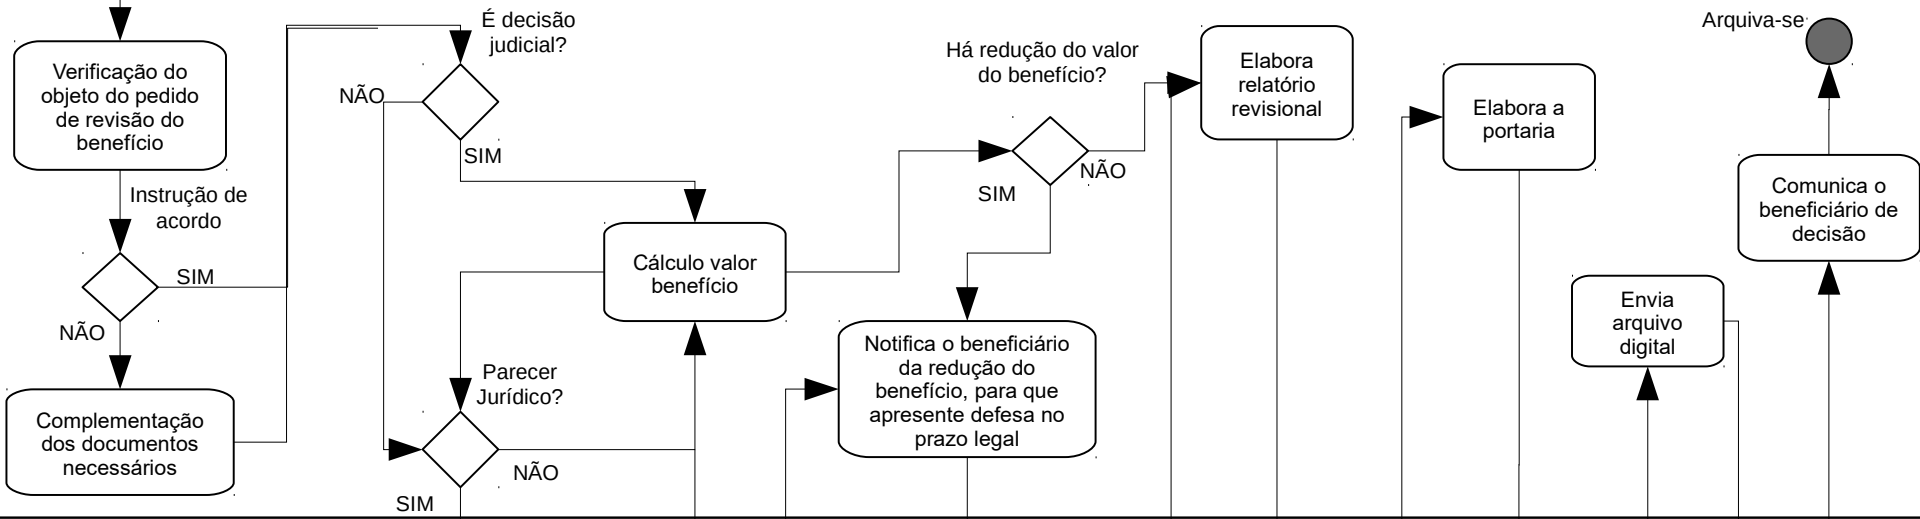 Verificação do
objeto do pedido
de revisão do
benefício
Instrução de
acordo
SIM
NÃO
Complementação
dos documentos
necessários
É decisão
judicial?
NÃO
SIM
Cálculo valor
benefício
Parecer
Jurídico?
NÃO
SIM
Há redução do valor
do benefício?
NÃO
SIM
Notifica o beneficiário
da redução do
benefício, para que
apresente defesa no
prazo legal
Elabora
relatório
revisional
Elabora a
portaria
Envia
arquivo
digital
Arquiva-se
Comunica o
beneficiário de
decisão